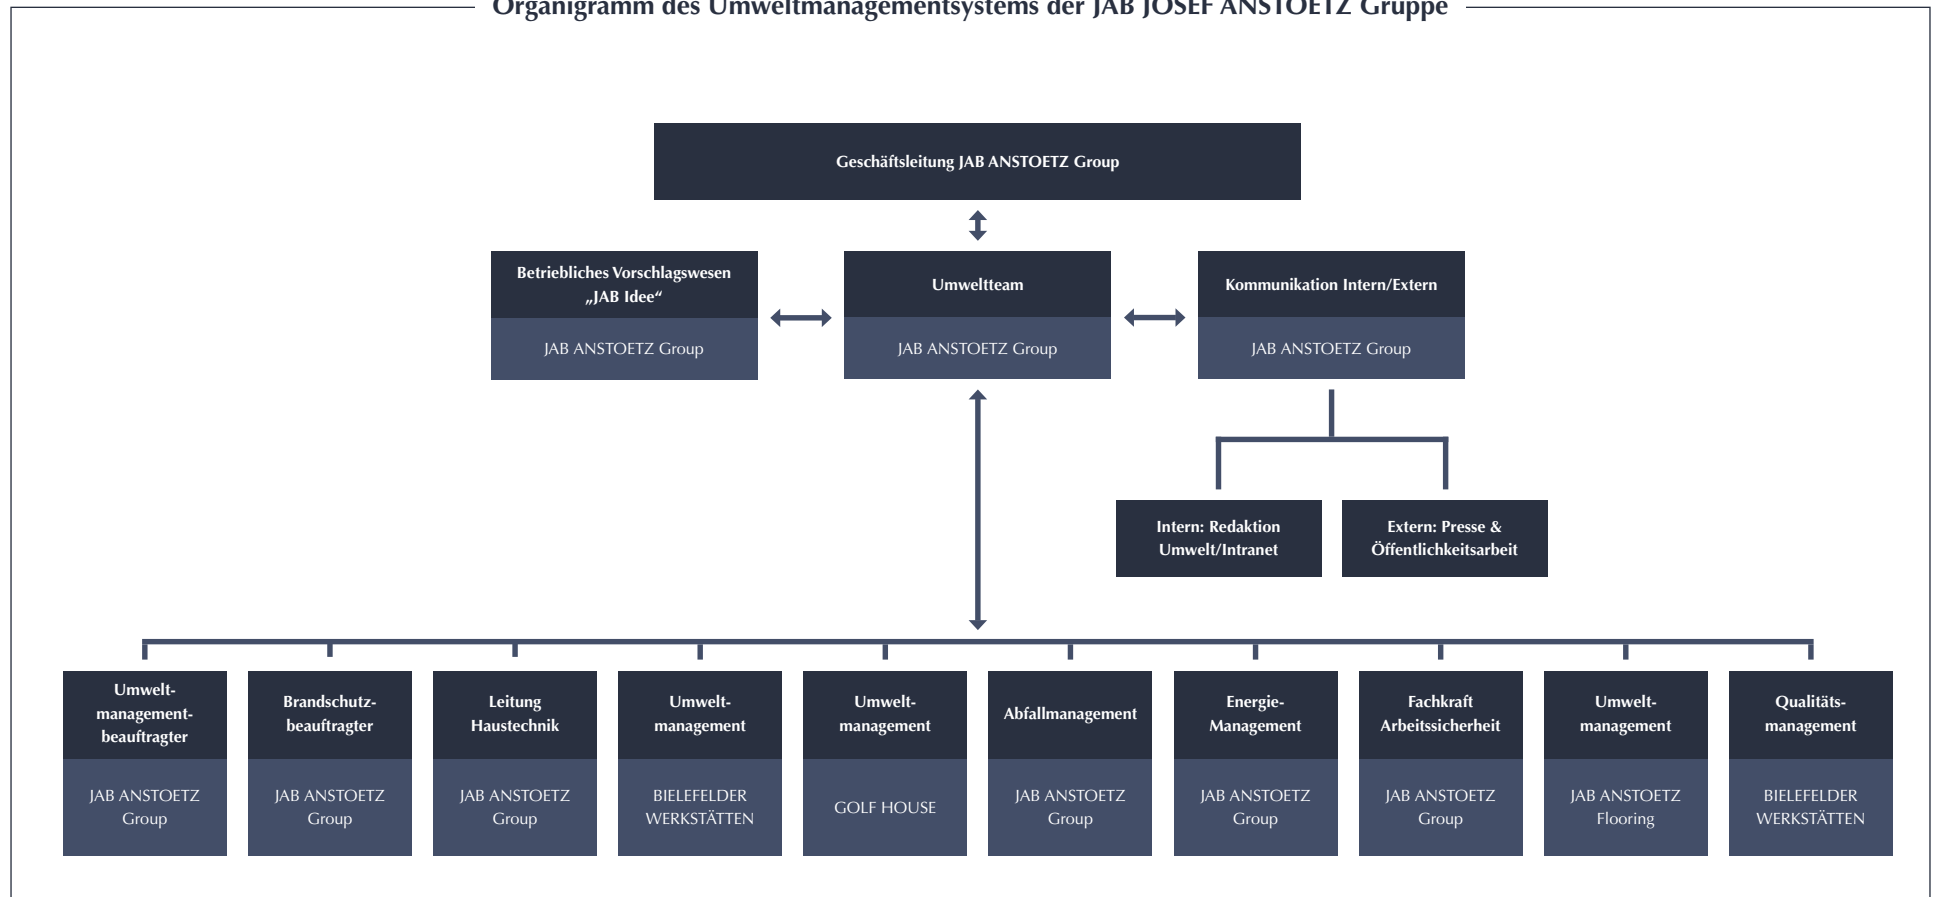 Organigramm des Umweltmanagementsystems der JAB JOSEF ANSTOETZ Gruppe
Geschäftsleitung JAB ANSTOETZ Group
Betriebliches Vorschlagswesen
„JAB Idee“
JAB ANSTOETZ Group
Umweltteam
JAB ANSTOETZ Group
Kommunikation Intern/Extern
JAB ANSTOETZ Group
Intern: Redaktion
Umwelt/Intranet
Extern: Presse &
Öffentlichkeitsarbeit
Umwelt-
management-
beauftragter
JAB ANSTOETZ
Group
Brandschutz-
beauftragter
JAB ANSTOETZ
Group
Leitung
Haustechnik
JAB ANSTOETZ
Group
Umwelt-
management
BIELEFELDER
WERKSTÄTTEN
Umwelt-
management
GOLF HOUSE
Abfallmanagement
JAB ANSTOETZ
Group
Energie-
Management
JAB ANSTOETZ
Group
Fachkraft
Arbeitssicherheit
JAB ANSTOETZ
Group
Umwelt-
management
JAB ANSTOETZ
Flooring
Qualitäts-
management
BIELEFELDER
WERKSTÄTTEN